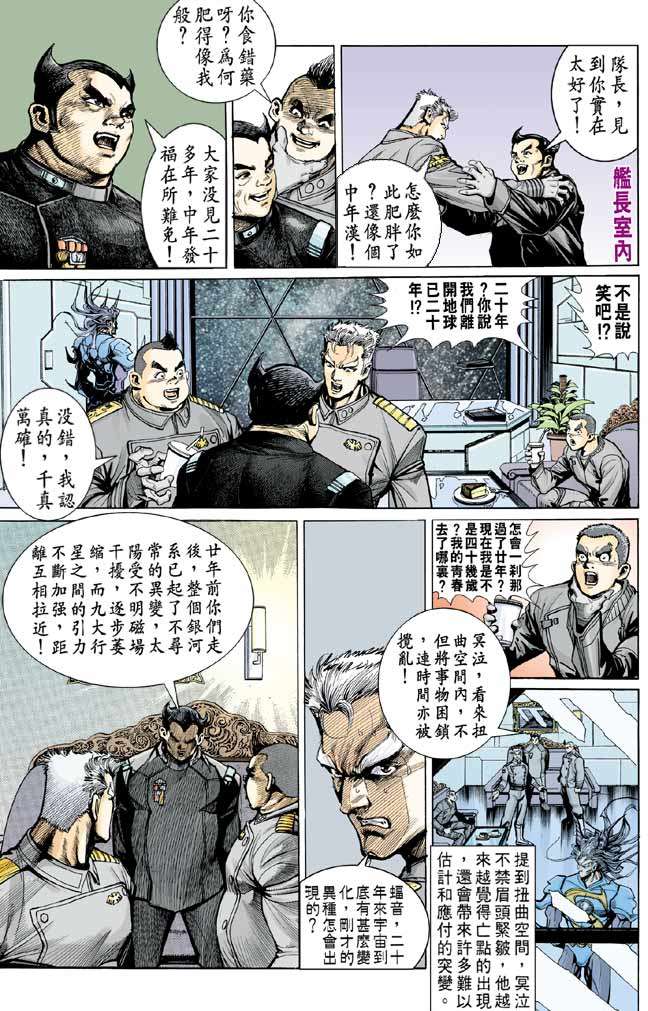 艦長室內
隊長，見
到你實在
太好了！
怎麼你如
此肥胖了
？還像個
中年漢！
你食錯藥
呀？爲何
肥得像我
般？
大家没見二十
多年，中年發
福在所難免！
不是說
笑吧!?
二十年
？你說
我們離
開地球
已二十
年!?
没錯，我認
真的，千真
萬確！
怎會一刹那
過了廿年？
現在我是不
是四十幾歲
？我的青春
去了哪裏？
冥泣，看來扭
曲空間內，不
但將事物困鎖
，連時間亦被
攪亂！
廿年前你們走
後，整個銀河
系已起了不尋
常的異變，太
陽受不明磁場
干擾，逐步萎
縮，而九大行
星之間的引力
不斷加强，距
離互相拉近！
提到扭曲空間，冥泣
不禁眉頭緊皺，他越
來越覺得亡點的出現
，還會帶來許多難以
估計和應付的突變。
蝠音，二十
年來宇宙到
底有甚麼變
化，剛才的
異種怎會出
現的？